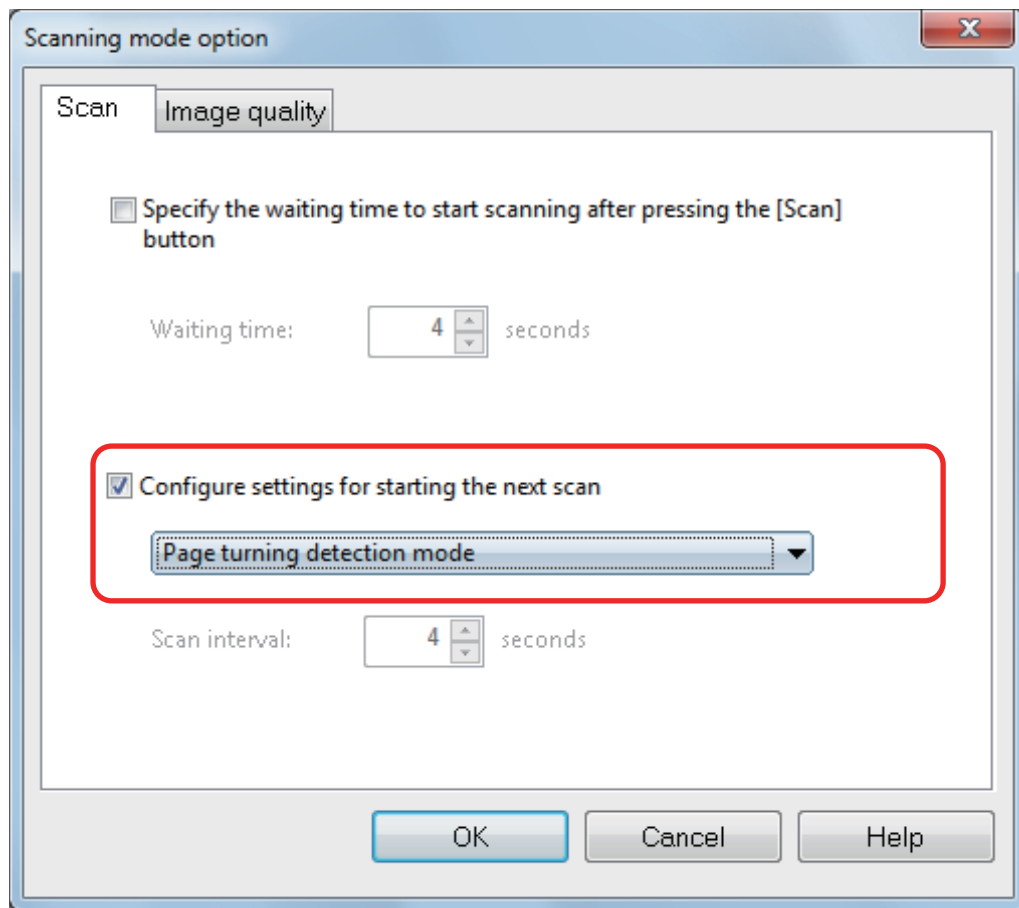 Scanning mode option
x
Scan
Image quality
Specify the waiting time to start scanning after pressing the [Scan]
button
Waiting time: 4 seconds
Configure settings for starting the next scan
Page turning detection mode
Scan interval: 4 seconds
OK
Cancel
Help